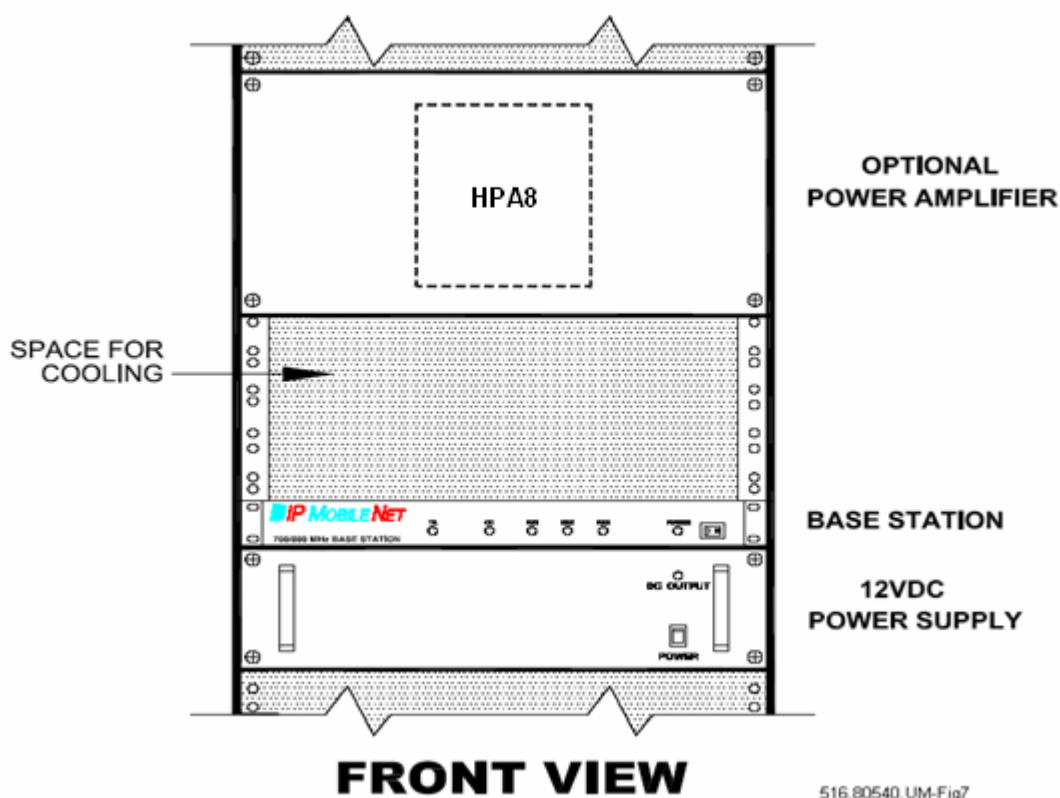 HPA8
OPTIONAL
POWER AMPLIFIER
SPACE FOR
COOLING
IP MOBILENET
700/800 MHz BASE STATION
BASE STATION
DC OUTPUT
12VDC
POWER SUPPLY
POWER
FRONT VIEW
516.80540.UM-Fig7